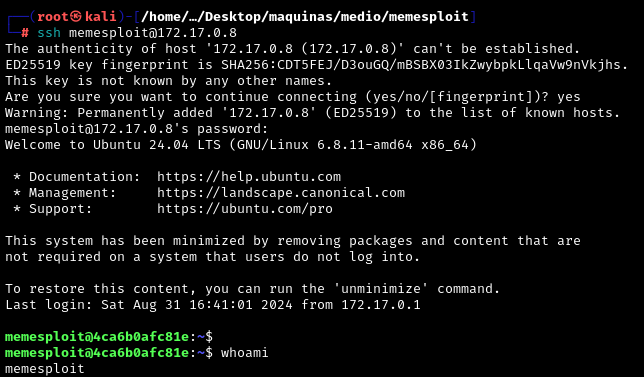 ┌──(root㉿kali)-[/home/…/Desktop/maquinas/medio/memesploit]
└─# ssh memesploit@172.17.0.8
The authenticity of host '172.17.0.8 (172.17.0.8)' can't be established.
ED25519 key fingerprint is SHA256:CDT5FEJ/D3ouGQ/mBSBX03IkZwybpkLlqaVw9nVkjhs.
This key is not known by any other names.
Are you sure you want to continue connecting (yes/no/[fingerprint])? yes
Warning: Permanently added '172.17.0.8' (ED25519) to the list of known hosts.
memesploit@172.17.0.8's password:
Welcome to Ubuntu 24.04 LTS (GNU/Linux 6.8.11-amd64 x86_64)
* Documentation:  https://help.ubuntu.com
* Management:     https://landscape.canonical.com
* Support:        https://ubuntu.com/pro
This system has been minimized by removing packages and content that are
not required on a system that users do not log into.
To restore this content, you can run the 'unminimize' command.
Last login: Sat Aug 31 16:41:01 2024 from 172.17.0.1
memesploit@4ca6b0afc81e:~$
memesploit@4ca6b0afc81e:~$ whoami
memesploit